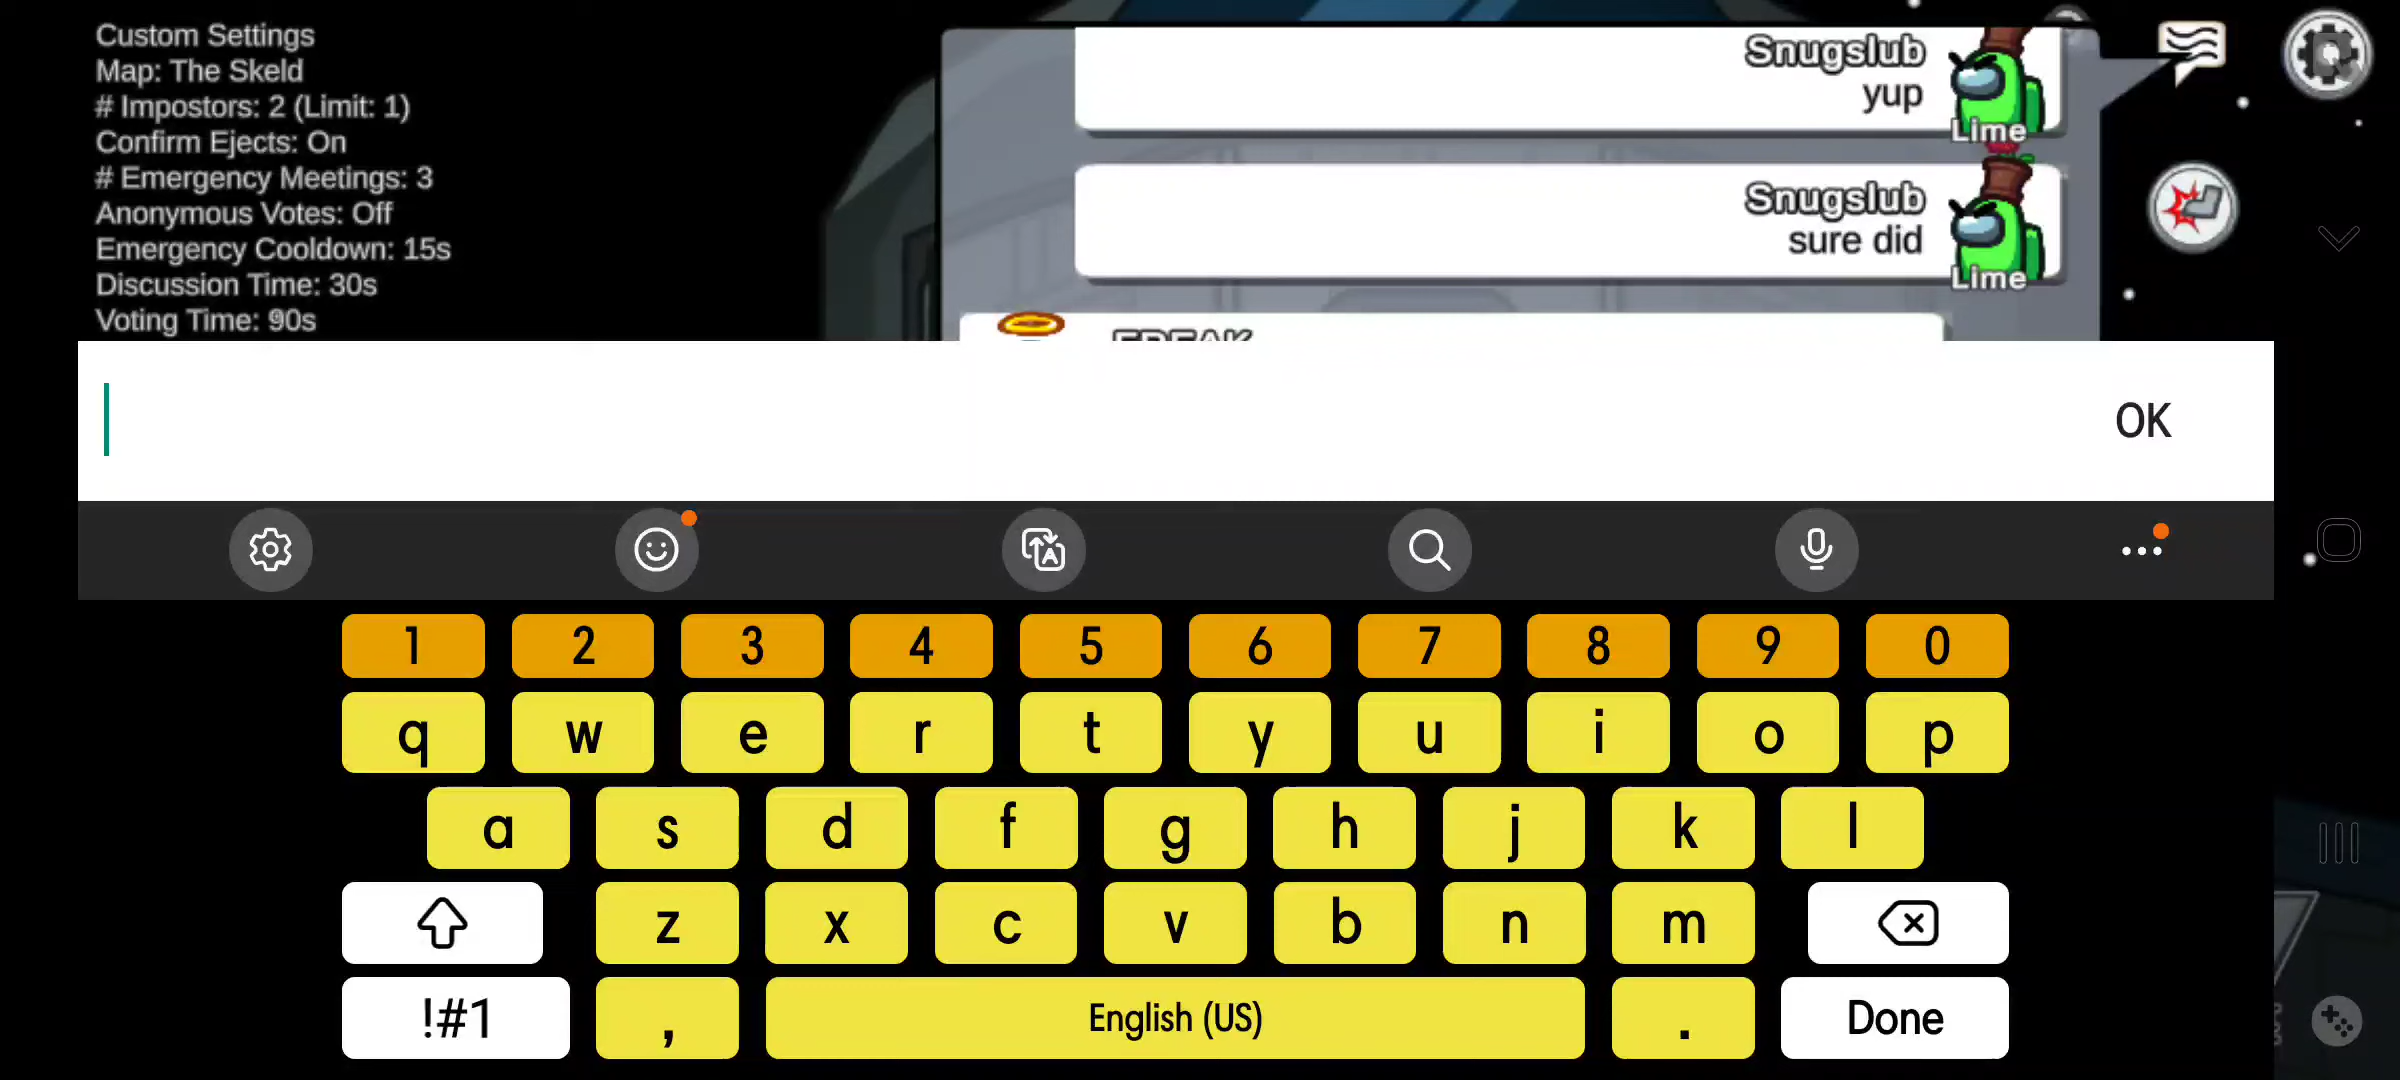 Custom Settings
Map: The Skeld
# Impostors: 2 (Limit: 1)
Confirm Ejects: On
# Emergency Meetings: 3
Anonymous Votes: Off
Emergency Cooldown: 15s
Discussion Time: 30s
Voting Time: 90s
Snugslub
yup
Lime
Snugslub
sure did
Lime
FREAK
OK
1 2 3 4 5 6 7 8 9 0
q w e r t y u i o p
a s d f g h j k l
z x c v b n m
!#1 , English (US) . Done